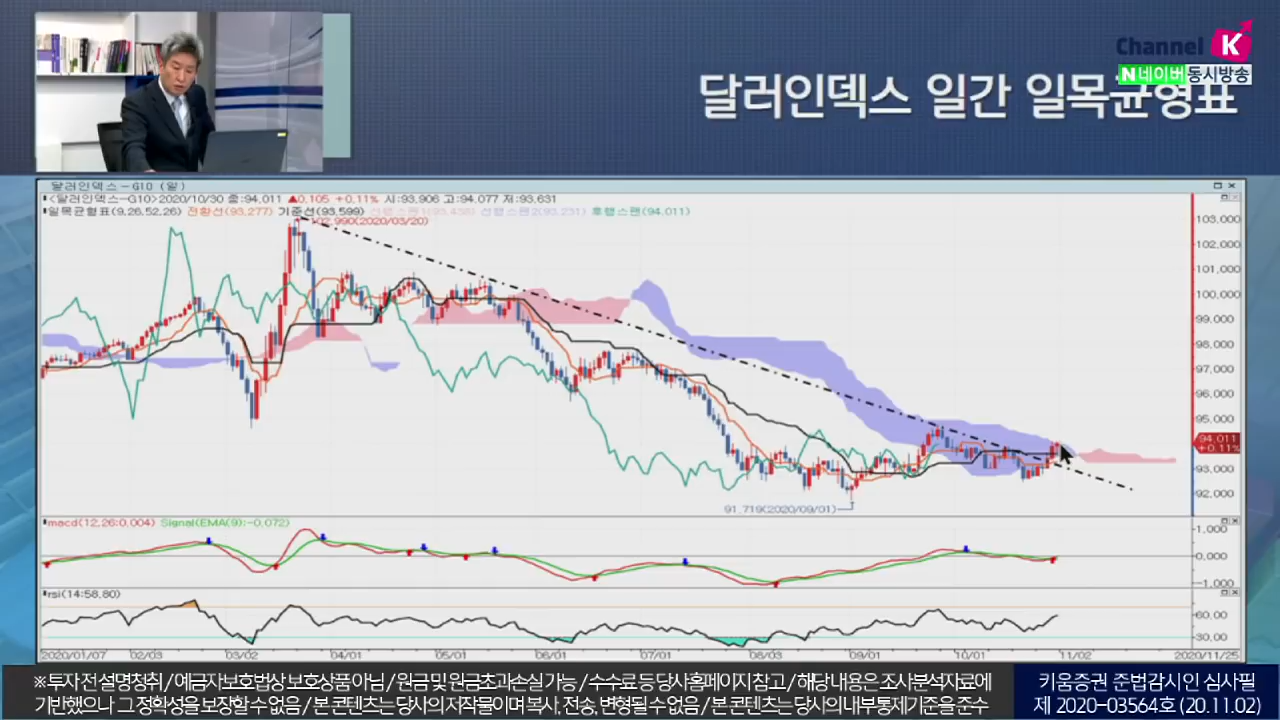 Channel K
N 네이버 동시방송
달러인덱스 일간 일목균형표
달러인덱스-G10 (일)
<달러인덱스-G10>2020/10/30 종:94,011 ▲0,105 +0,11% 시:93,906 고:94,077 저:93,631
일목균형표(9,26,52,26) 전환선(93,277) 기준선(93,599) 선행스팬1(93,438) 선행스팬2(93,231) 후행스팬(94,011)
102,990(2020/03/20)
103,000
102,000
101,000
100,000
99,000
98,000
97,000
96,000
95,000
94,011
+0,11%
93,000
92,000
91,719(2020/09/01)
macd(12,26:0,004) Signal(EMA(9):-0,072)
1,000
0,000
-1,000
rsi(14:58,80)
60,00
30,00
2020/01/07 02/03 03/02 04/01 05/01 06/01 07/01 08/03 09/01 10/01 11/02 2020/11/25
※ 투자 전 설명청취 / 예금자보호법상 보호상품 아님 / 원금 및 원금초과손실 가능 / 수수료 등 당사홈페이지 참고 / 해당 내용은 조사분석자료에
기반했으나 그 정확성을 보장할 수 없음 / 본 콘텐츠는 당사의 저작물이며 복사, 전송, 변형될 수 없음 / 본 콘텐츠는 당사의 내부통제기준을 준수
키움증권 준법감시인 심사필
제 2020-03564호 (20.11.02)